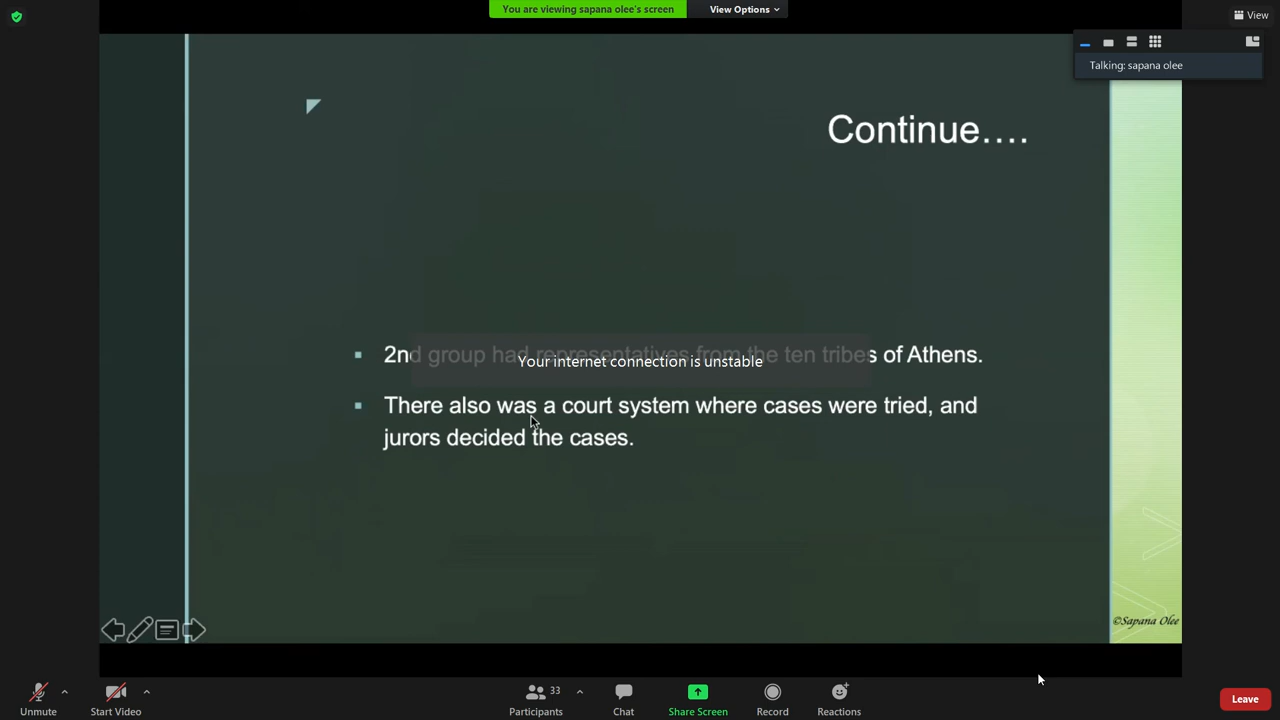 You are viewing sapana olee's screen
View Options
View
Talking: sapana olee
Continue....
2nd group had representatives from the ten tribes of Athens.
Your internet connection is unstable
There also was a court system where cases were tried, and
jurors decided the cases.
©Sapana Olee
Unmute
Start Video
33
Participants
Chat
Share Screen
Record
Reactions
Leave